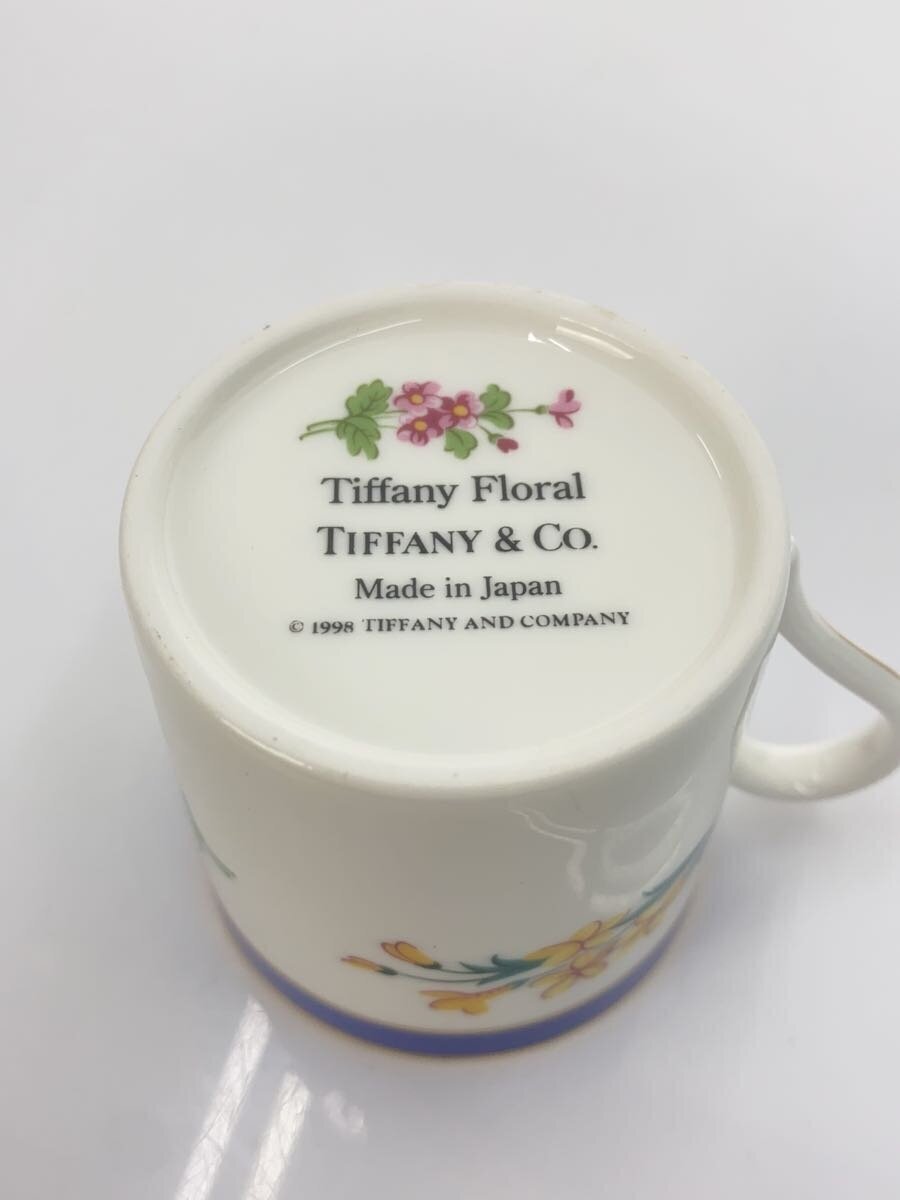 Tiffany Floral
TIFFANY & CO.
Made in Japan
© 1998 TIFFANY AND COMPANY